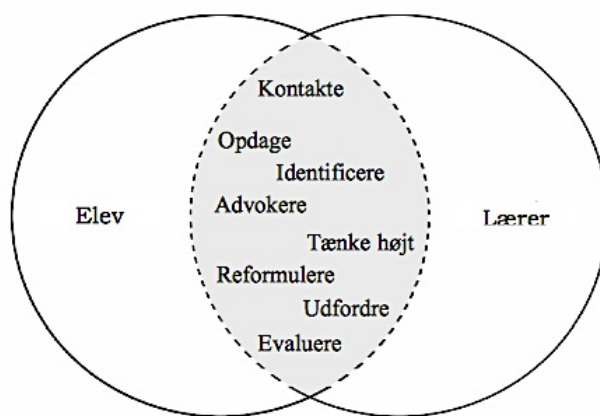 Kontakte
Opdage
Identificere
Elev
Advokere
Lærer
Tænke højt
Reformulere
Udfordre
Evaluere